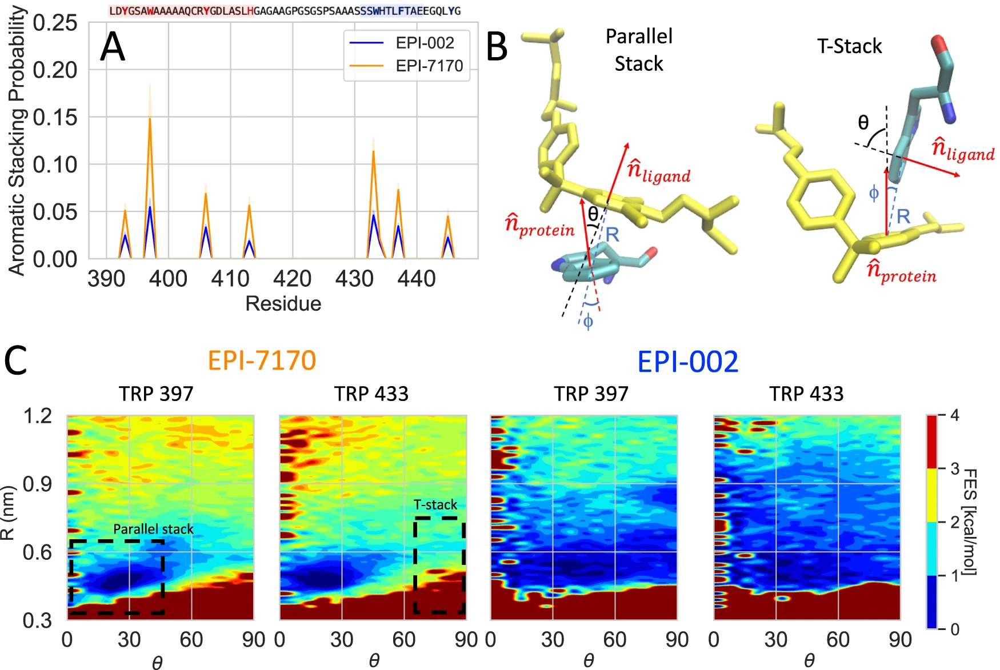 LDYGSAWAAAAAQCRYGDLASLHGAGAAGPGSGSPSAAASSSWHTLFTAEEGQLYG
A
EPI-002
EPI-7170
Aromatic Stacking Probability
0.25
0.20
0.15
0.10
0.05
0.00
390 400 410 420 430 440
Residue
B
Parallel
Stack
T-Stack
n̂ligand
n̂protein
θ
R
ϕ
θ
n̂ligand
ϕ
R
n̂protein
C
EPI-7170
EPI-002
TRP 397
TRP 433
TRP 397
TRP 433
R (nm)
1.2
0.9
0.6
0.3
Parallel stack
T-stack
0 30 60 90
0 30 60 90
0 30 60 90
0 30 60 90
θ
θ
θ
θ
4
3
2
1
0
FES [kcal/mol]